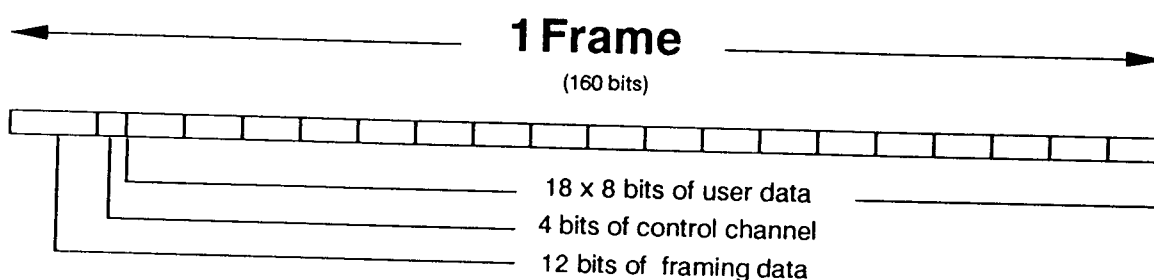 1 Frame
(160 bits)
18 x 8 bits of user data
4 bits of control channel
12 bits of framing data